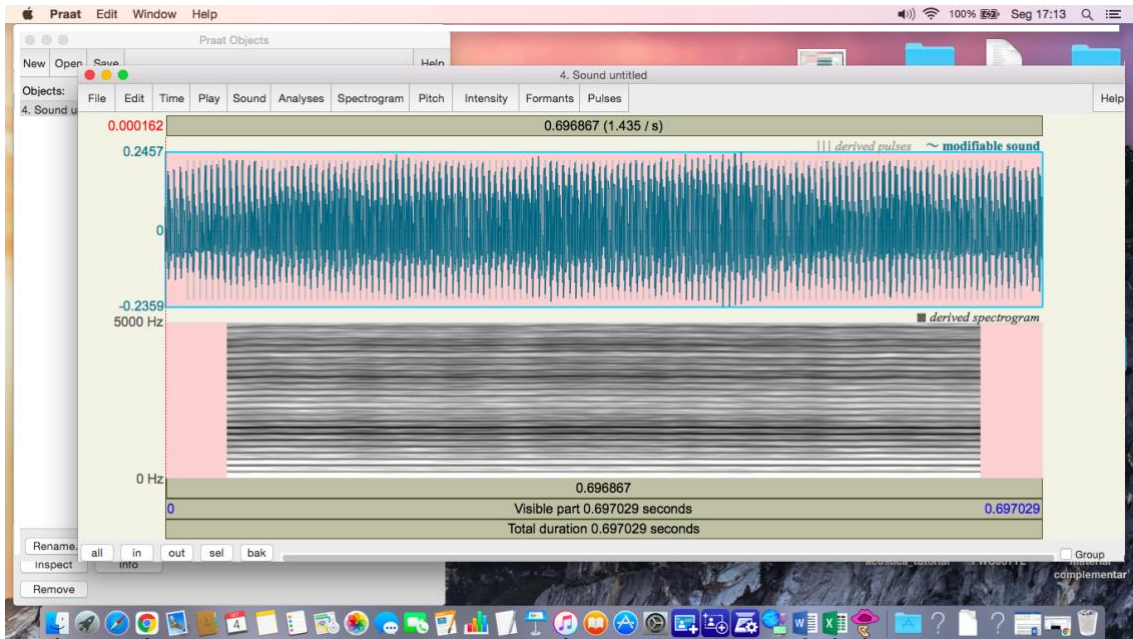 Praat Edit Window Help 100% Seg 17:13
Praat Objects
New Open Save Help
4. Sound untitled
Objects:
File Edit Time Play Sound Analyses Spectrogram Pitch Intensity Formants Pulses Help
4. Sound u
0.000162 0.696867 (1.435 / s)
derived pulses ~ modifiable sound
0.2457
0
-0.2359
5000 Hz
derived spectrogram
0 Hz
0.696867
0 Visible part 0.697029 seconds 0.697029
Total duration 0.697029 seconds
Rename.
all in out sel bak Group
Inspect Info
acustica_tutorial material
complementar
Remove
4